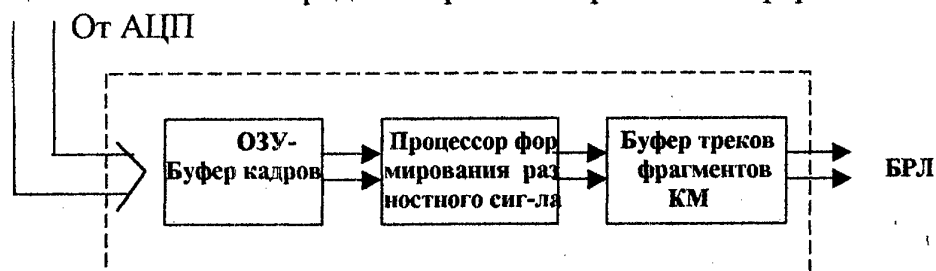 От АЦП
ОЗУ-
Буфер кадров
Процессор фор
мирования раз
ностного сиг-ла
Буфер треков
фрагментов
КМ
БРЛ